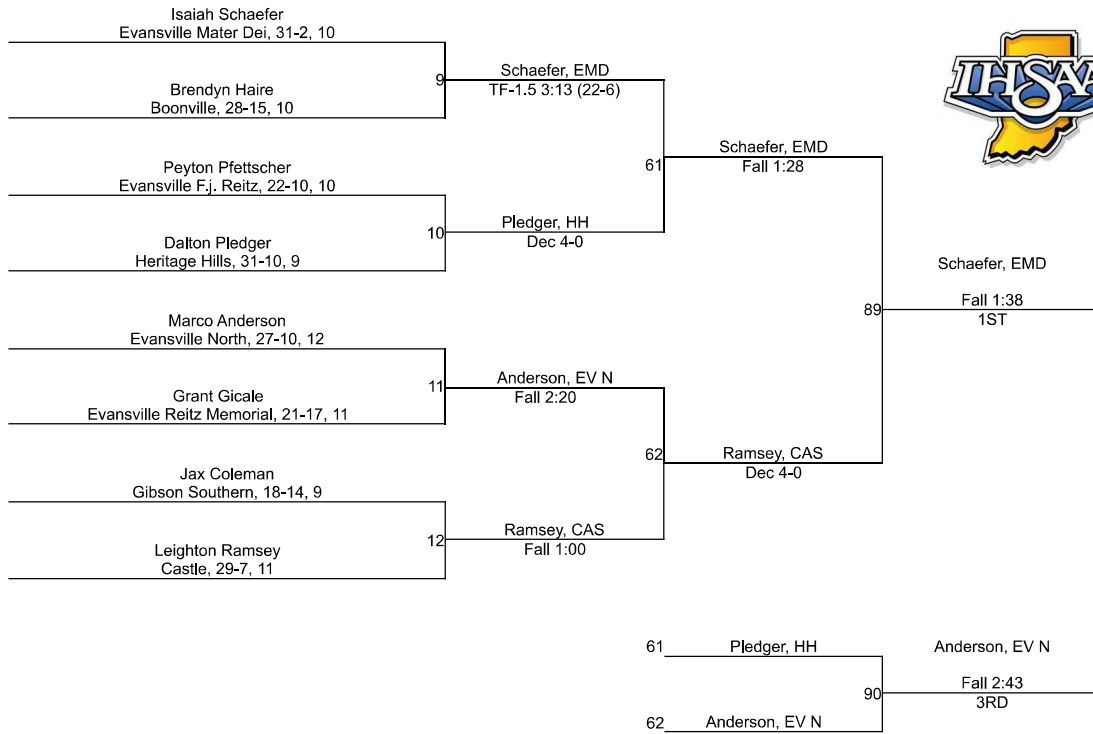 Isaiah Schaefer
Evansville Mater Dei, 31-2, 10
Brendyn Haire
Boonville, 28-15, 10
9
Schaefer, EMD
TF-1.5 3:13 (22-6)
Peyton Pfettscher
Evansville F.j. Reitz, 22-10, 10
Dalton Pledger
Heritage Hills, 31-10, 9
10
Pledger, HH
Dec 4-0
61
Schaefer, EMD
Fall 1:28
Marco Anderson
Evansville North, 27-10, 12
Grant Gicale
Evansville Reitz Memorial, 21-17, 11
11
Anderson, EV N
Fall 2:20
Jax Coleman
Gibson Southern, 18-14, 9
Leighton Ramsey
Castle, 29-7, 11
12
Ramsey, CAS
Fall 1:00
62
Ramsey, CAS
Dec 4-0
89
Schaefer, EMD
Fall 1:38
1ST
IHSAA
61
Pledger, HH
62
Anderson, EV N
90
Anderson, EV N
Fall 2:43
3RD